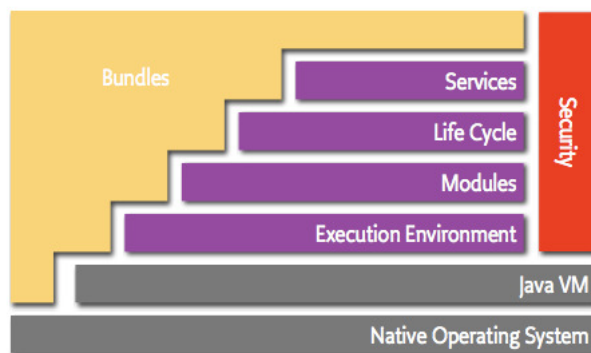 Bundles
Services
Life Cycle
Modules
Execution Environment
Java VM
Native Operating System
Security